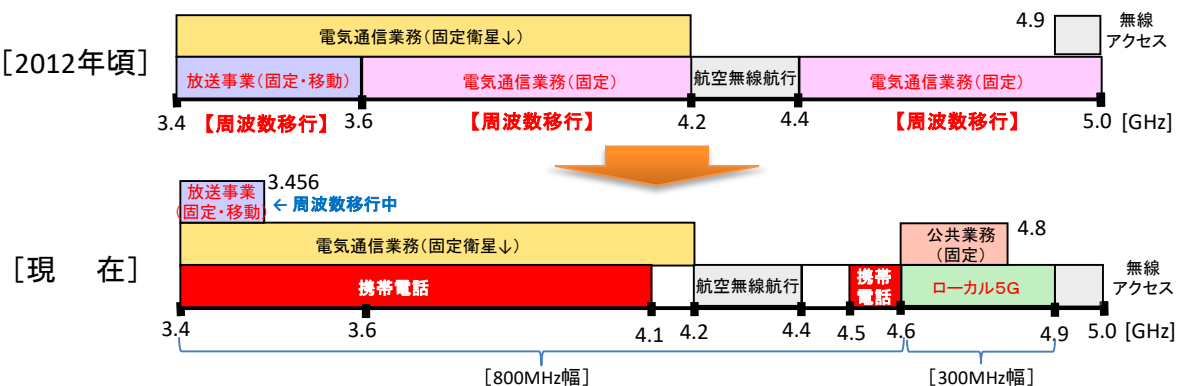 [2012年頃]
電気通信業務(固定衛星↓)
4.9
無線
アクセス
放送事業(固定・移動)
電気通信業務(固定)
航空無線航行
電気通信業務(固定)
3.4
【周波数移行】
3.6
【周波数移行】
4.2
4.4
【周波数移行】
5.0 [GHz]
放送事業
(固定・移動)
3.456
← 周波数移行中
[現 在]
電気通信業務(固定衛星↓)
公共業務
(固定)
4.8
携帯電話
航空無線航行
携帯
電話
ローカル5G
無線
アクセス
3.4
3.6
4.1
4.2
4.4
4.5
4.6
4.9
5.0 [GHz]
[800MHz幅]
[300MHz幅]